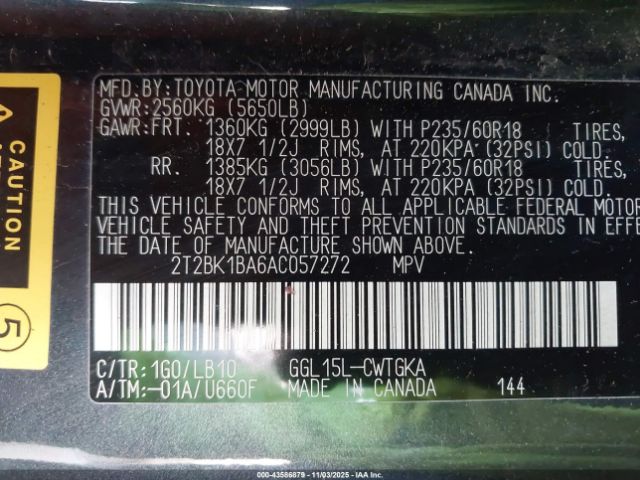 MFD.BY:TOYOTA MOTOR MANUFACTURING CANADA INC.
GVWR:2560KG (5650LB)
GAWR:FRT. 1360KG (2999LB) WITH P235/60R18 TIRES,
18X7 1/2J RIMS, AT 220KPA (32PSI) COLD.
RR. 1385KG (3056LB) WITH P235/60R18 TIRES,
18X7 1/2J RIMS, AT 220KPA (32PSI) COLD.
THIS VEHICLE CONFORMS TO ALL APPLICABLE FEDERAL MOTOR
VEHICLE SAFETY AND THEFT PREVENTION STANDARDS IN EFFE
THE DATE OF MANUFACTURE SHOWN ABOVE.
2T2BK1BA6AC057272 MPV
C/TR:1G0/LB10 GGL15L-CWTGKA
A/TM:-01A/U660F MADE IN CANADA 144
CAUTION
5
000-43586879 - 11/03/2025 - IAA Corp.